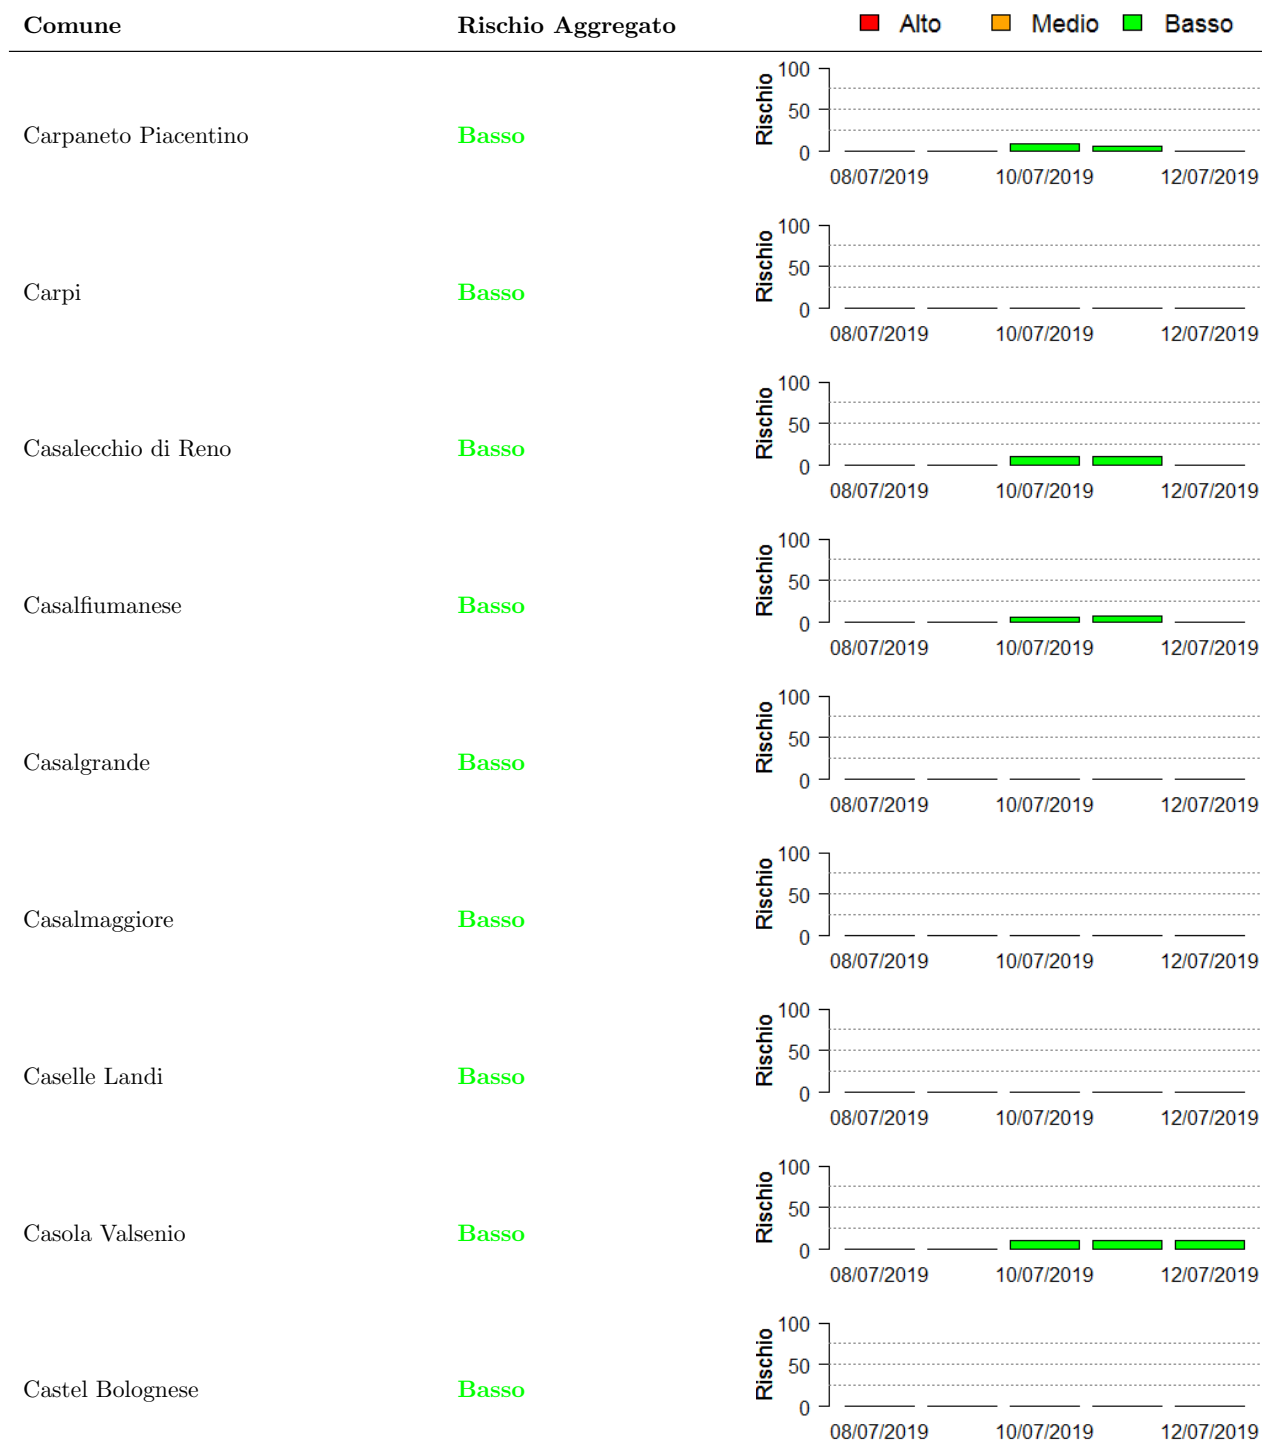 Comune Rischio Aggregato Alto Medio Basso
Carpaneto Piacentino Basso Rischio 100 50 0
08/07/2019 10/07/2019 12/07/2019
Carpi Basso Rischio 100 50 0
08/07/2019 10/07/2019 12/07/2019
Casalecchio di Reno Basso Rischio 100 50 0
08/07/2019 10/07/2019 12/07/2019
Casalfiumanese Basso Rischio 100 50 0
08/07/2019 10/07/2019 12/07/2019
Casalgrande Basso Rischio 100 50 0
08/07/2019 10/07/2019 12/07/2019
Casalmaggiore Basso Rischio 100 50 0
08/07/2019 10/07/2019 12/07/2019
Caselle Landi Basso Rischio 100 50 0
08/07/2019 10/07/2019 12/07/2019
Casola Valsenio Basso Rischio 100 50 0
08/07/2019 10/07/2019 12/07/2019
Castel Bolognese Basso Rischio 100 50 0
08/07/2019 10/07/2019 12/07/2019